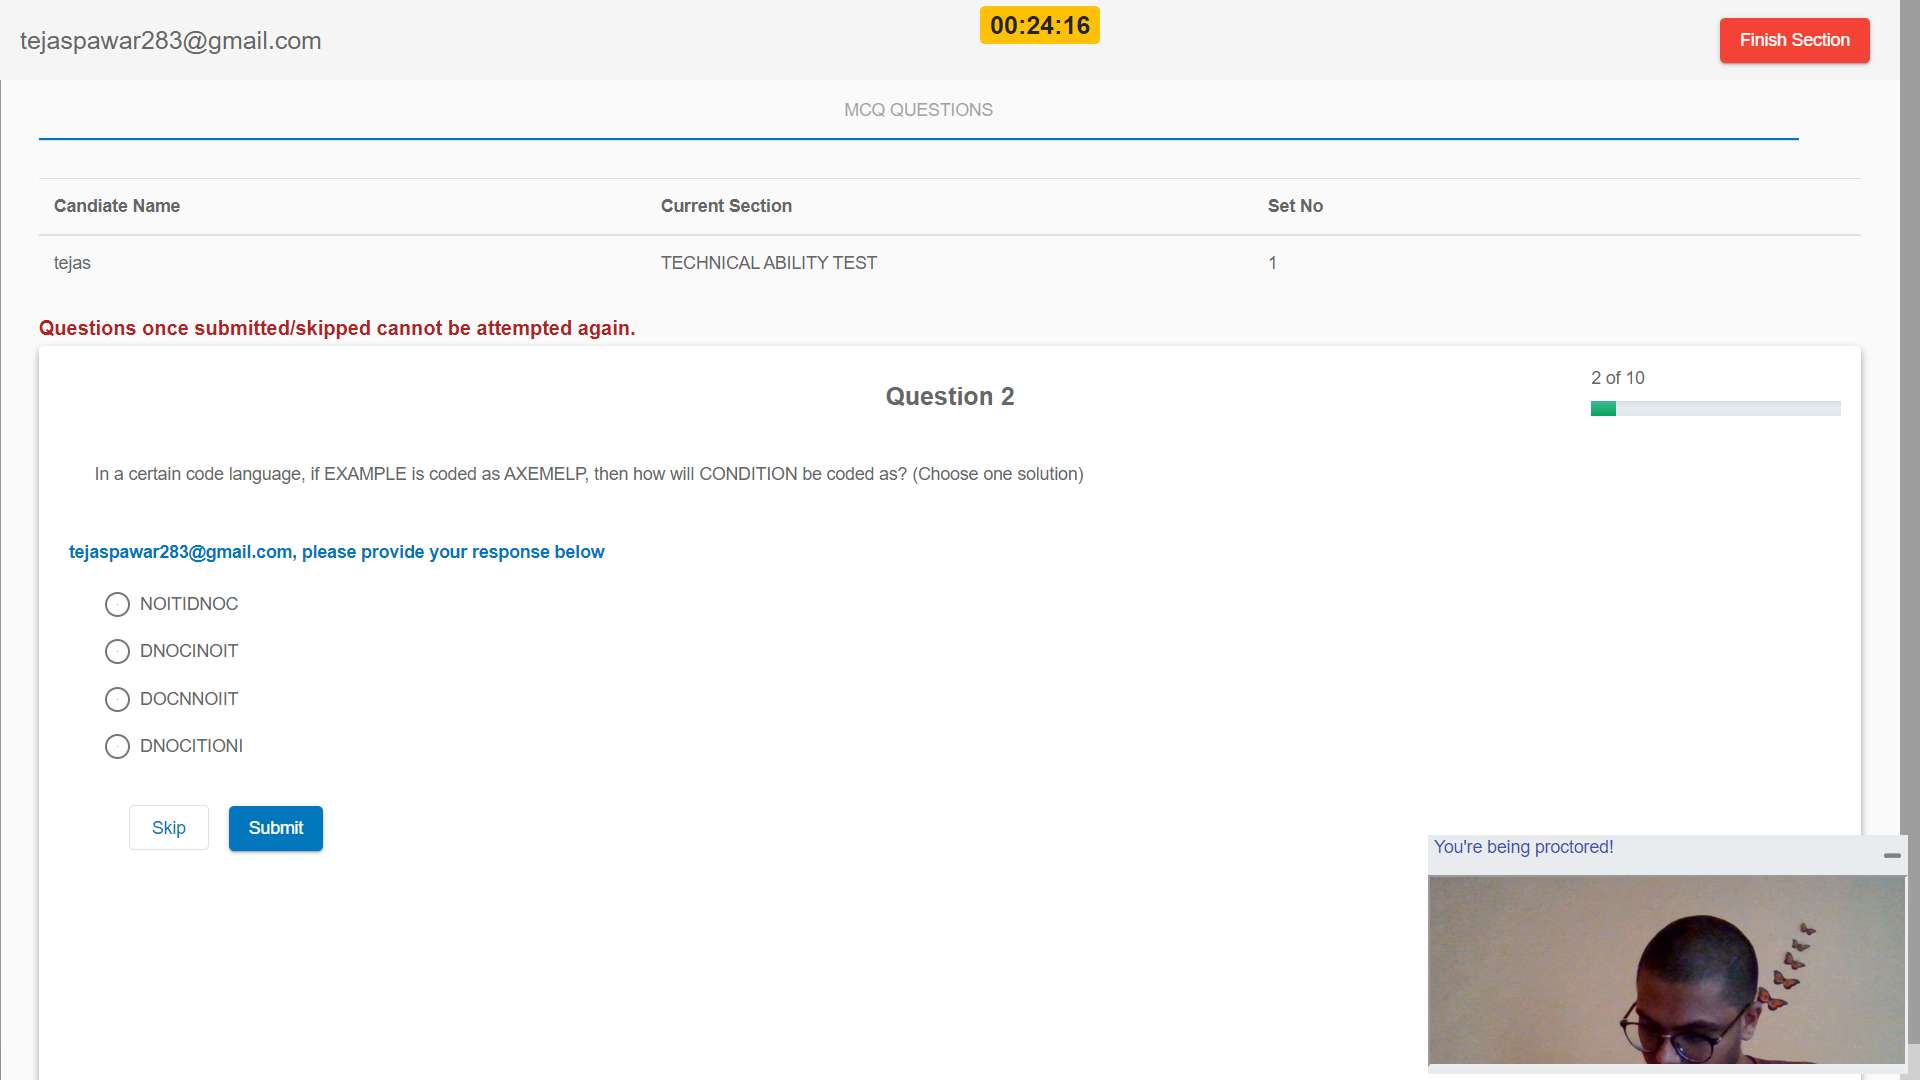 tejaspawar283@gmail.com
00:24:16
Finish Section
MCQ QUESTIONS
Candiate Name Current Section Set No
tejas TECHNICAL ABILITY TEST 1
Questions once submitted/skipped cannot be attempted again.
2 of 10
Question 2
In a certain code language, if EXAMPLE is coded as AXEMELP, then how will CONDITION be coded as? (Choose one solution)
tejaspawar283@gmail.com, please provide your response below
NOITIDNOC
DNOCINOIT
DOCNNOIIT
DNOCITIONI
Skip Submit
You're being proctored!